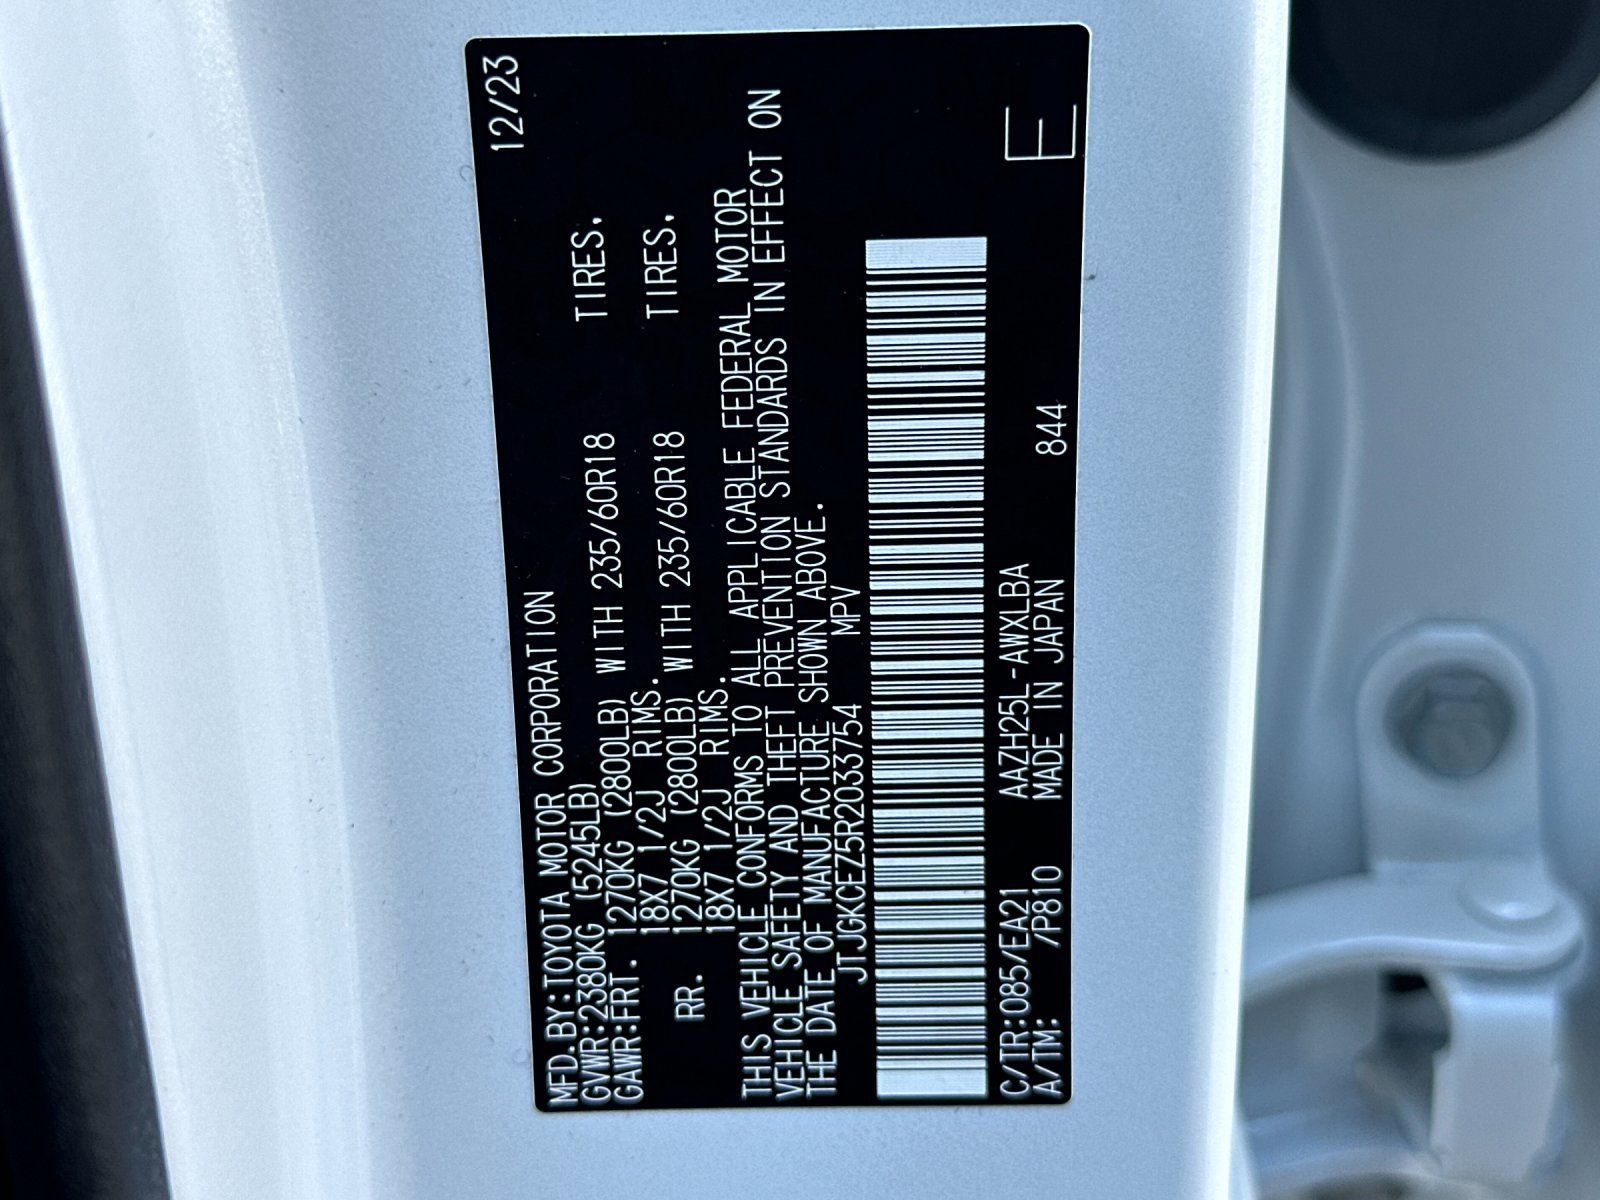 MFD.BY:TOYOTA MOTOR CORPORATION 12/23
GVWR:2380KG (5245LB)
GAWR:FRT. 1270KG (2800LB) WITH 235/60R18 TIRES,
18X7 1/2J RIMS.
RR. 1270KG (2800LB) WITH 235/60R18 TIRES,
18X7 1/2J RIMS.
THIS VEHICLE CONFORMS TO ALL APPLICABLE FEDERAL MOTOR
VEHICLE SAFETY AND THEFT PREVENTION STANDARDS IN EFFECT ON
THE DATE OF MANUFACTURE SHOWN ABOVE.
JTJGKCEZ5R2033754 MPV
E
C/TR:085/EA21 AAZH25L-AWXLBA
A/TM: /P810 MADE IN JAPAN 844